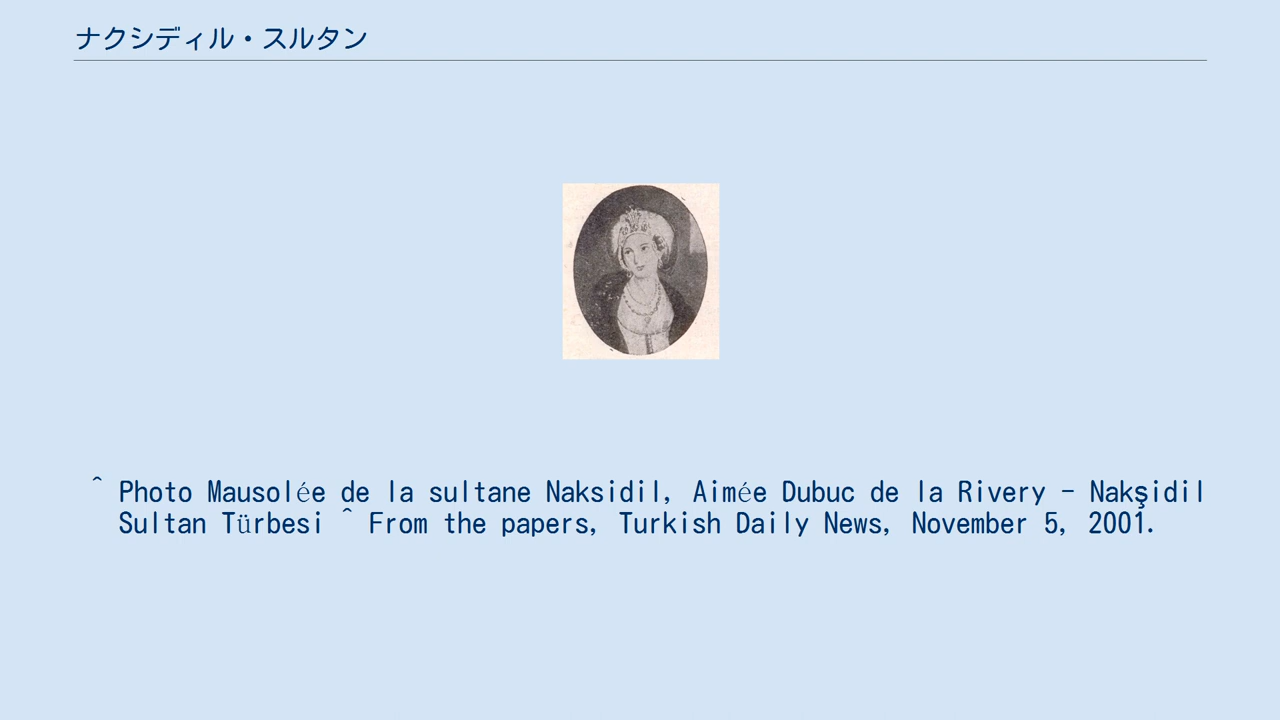 ナクシディル・スルタン
^ Photo Mausolée de la sultane Naksidil, Aimée Dubuc de la Rivery - Nakşidil
Sultan Türbesi ^ From the papers, Turkish Daily News, November 5, 2001.